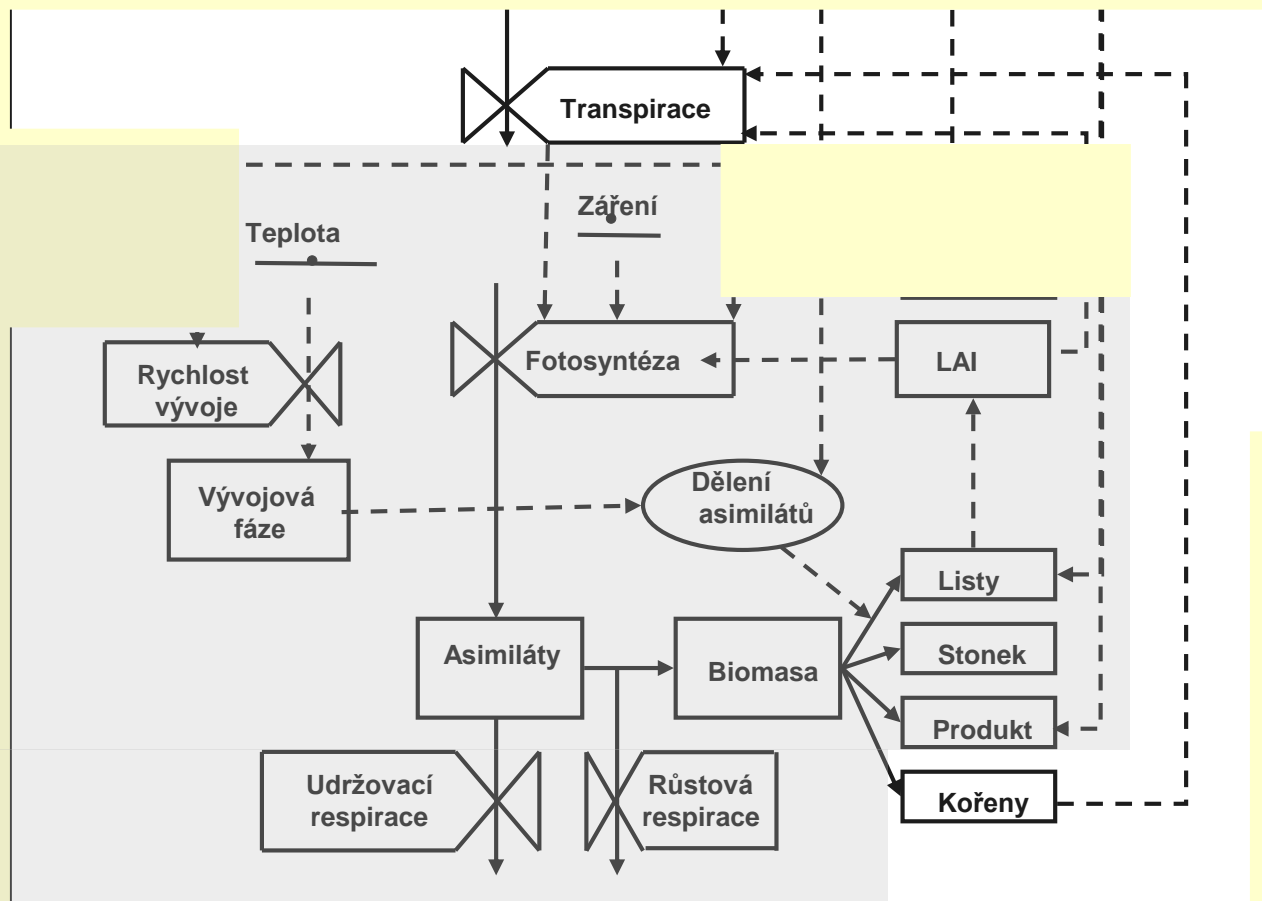 Transpirace
Záření
Teplota
Rychlost
vývoje
Fotosyntéza
LAI
Vývojová
fáze
Dělení
asimilátů
Listy
Asimiláty
Biomasa
Stonek
Produkt
Udržovací
respirace
Růstová
respirace
Kořeny